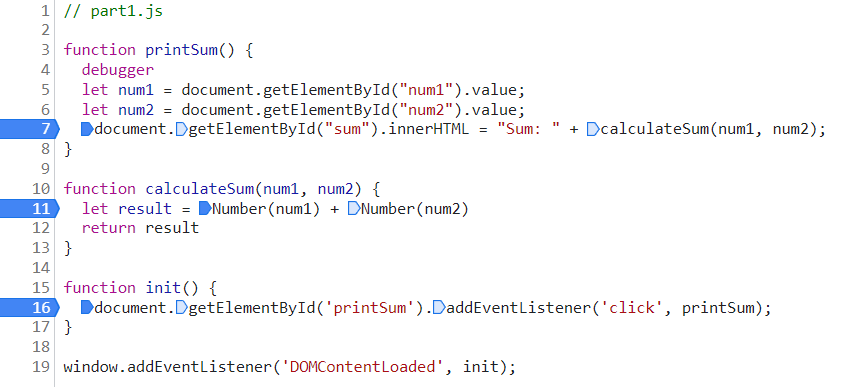 1 // part1.js
2
3 function printSum() {
4   debugger
5   let num1 = document.getElementById("num1").value;
6   let num2 = document.getElementById("num2").value;
7   document.getElementById("sum").innerHTML = "Sum: " + calculateSum(num1, num2);
8 }
9
10 function calculateSum(num1, num2) {
11   let result = Number(num1) + Number(num2)
12   return result
13 }
14
15 function init() {
16   document.getElementById('printSum').addEventListener('click', printSum);
17 }
18
19 window.addEventListener('DOMContentLoaded', init);